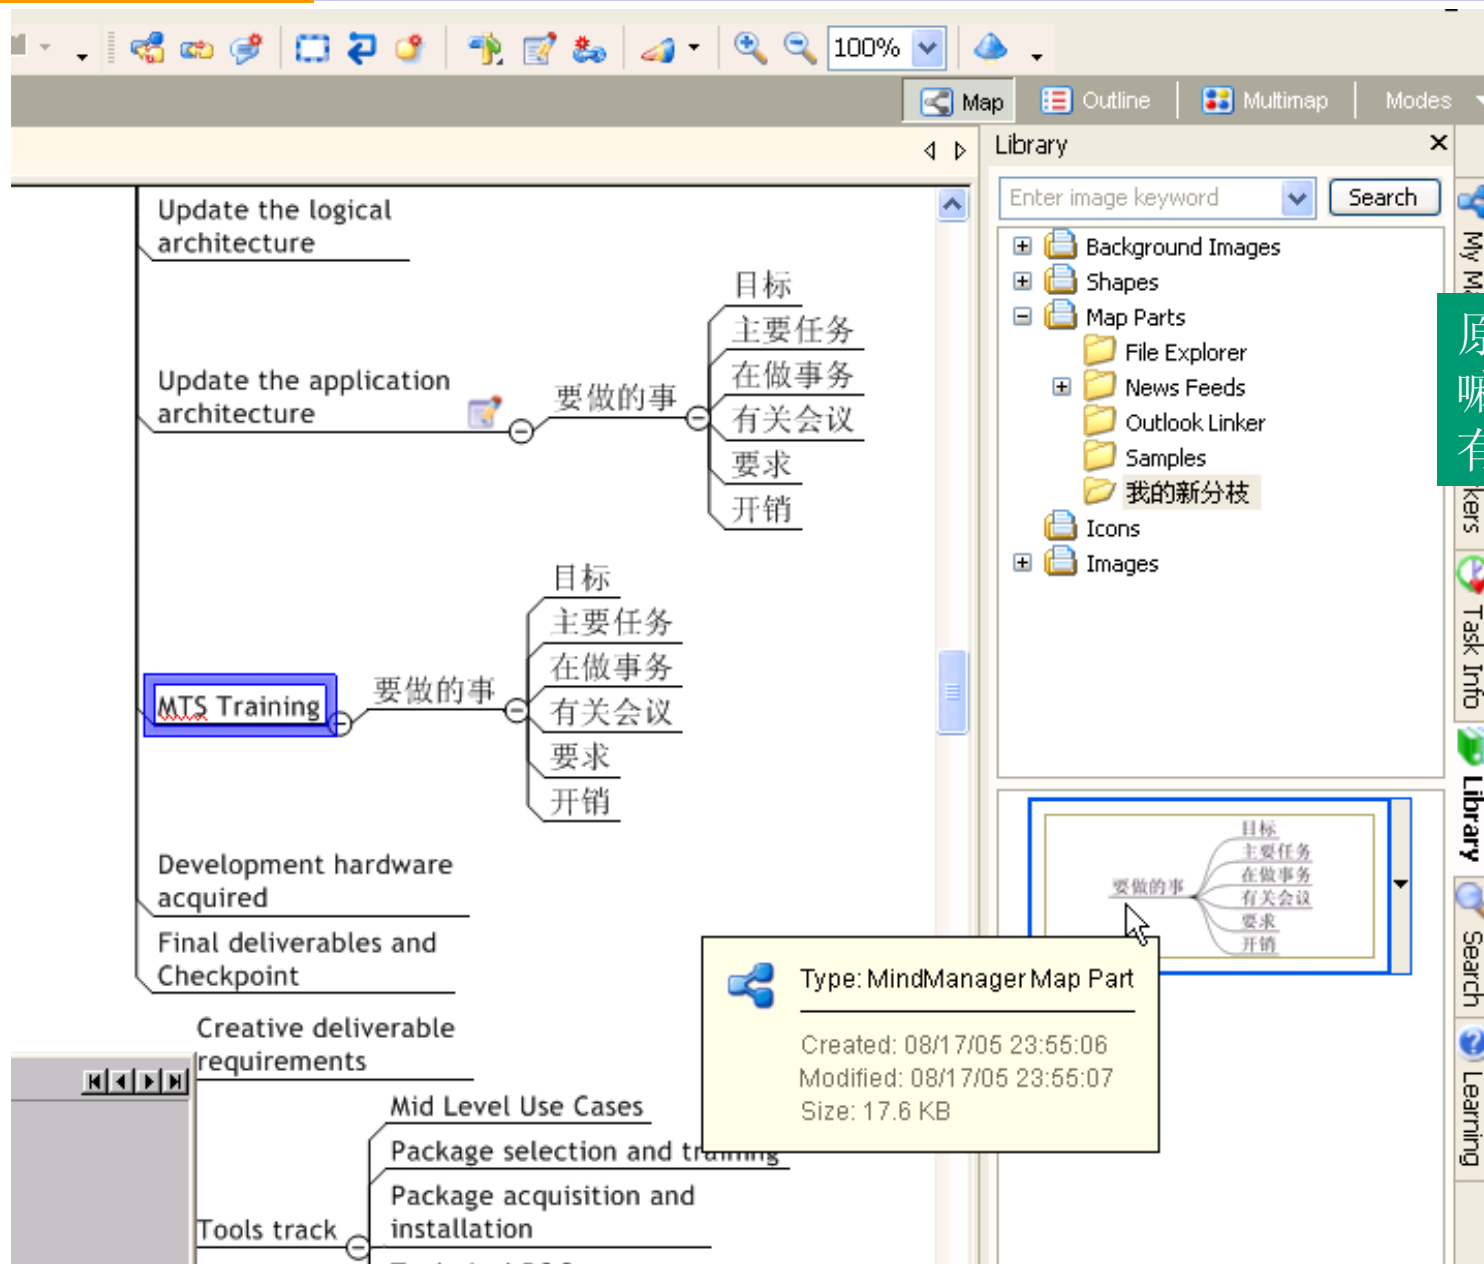 100%
Map
Outline
Multimap
Modes
Library
Enter image keyword
Search
Background Images
Shapes
Map Parts
File Explorer
News Feeds
Outlook Linker
Samples
我的新分枝
Icons
Images
Update the logical
architecture
Update the application
architecture
要做的事
目标
主要任务
在做事务
有关会议
要求
开销
MTS Training
要做的事
目标
主要任务
在做事务
有关会议
要求
开销
Development hardware
acquired
Final deliverables and
Checkpoint
Creative deliverable
requirements
Mid Level Use Cases
Package selection and training
Package acquisition and
installation
Tools track
要做的事
目标
主要任务
在做事务
有关会议
要求
开销
Type: MindManager Map Part
Created: 08/17/05 23:55:06
Modified: 08/17/05 23:55:07
Size: 17.6 KB
My
Task Info
Library
Search
Learning